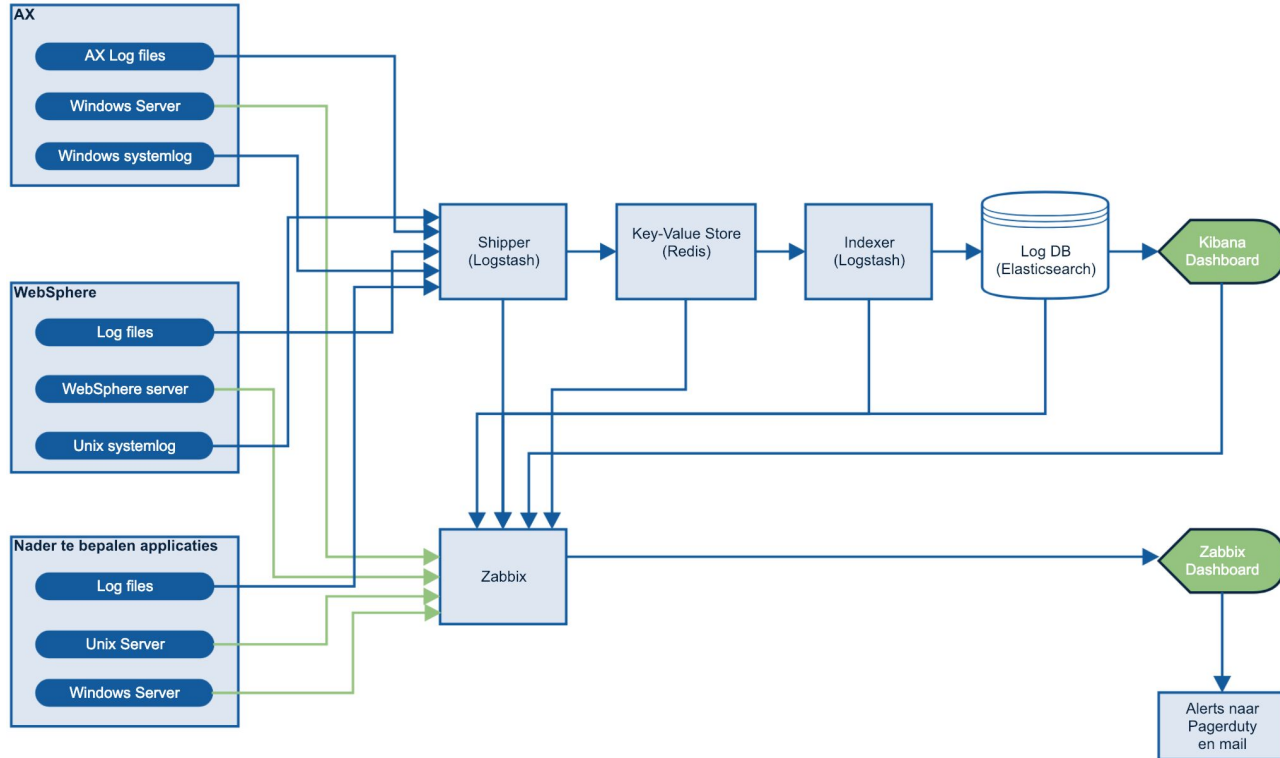 AX
AX Log files
Windows Server
Windows systemlog
WebSphere
Log files
WebSphere server
Unix systemlog
Nader te bepalen applicaties
Log files
Unix Server
Windows Server
Shipper
(Logstash)
Key-Value Store
(Redis)
Indexer
(Logstash)
Log DB
(Elasticsearch)
Kibana
Dashboard
Zabbix
Zabbix
Dashboard
Alerts naar
Pagerduty
en mail